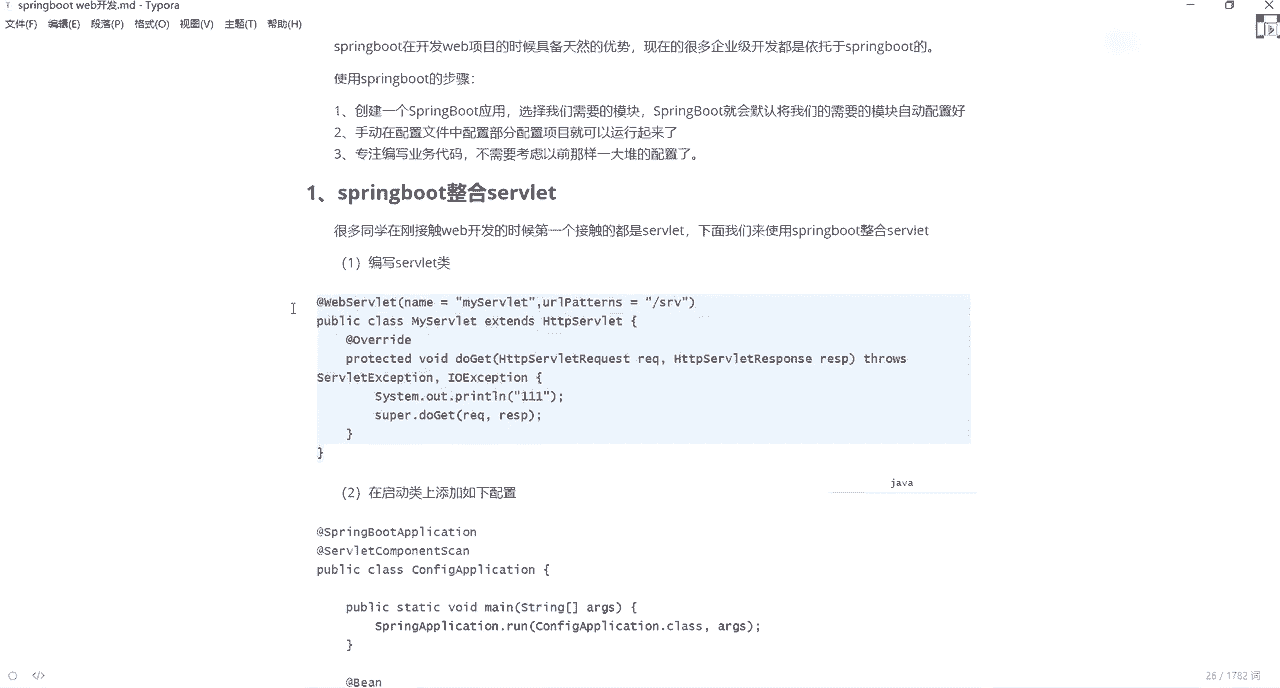 springboot web开发.md - Typora
文件(F) 编辑(E) 段落(P) 格式(O) 视图(V) 主题(T) 帮助(H)
springboot在开发web项目的时候具备天然的优势，现在的很多企业级开发都是依托于springboot的。
使用springboot的步骤：
1、创建一个SpringBoot应用，选择我们需要的模块，SpringBoot就会默认将我们的需要的模块自动配置好
2、手动在配置文件中配置部分配置项目就可以运行起来了
3、专注编写业务代码，不需要考虑以前那样一大堆的配置了。
1、springboot整合servlet
很多同学在刚接触web开发的时候第一个接触的都是servlet，下面我们来使用springboot整合servlet
（1）编写servlet类
@WebServlet(name = "myServlet",urlPatterns = "/srv")
public class MyServlet extends HttpServlet {
@Override
protected void doGet(HttpServletRequest req, HttpServletResponse resp) throws
ServletException, IOException {
System.out.println("111");
super.doGet(req, resp);
}
}
java
（2）在启动类上添加如下配置
@SpringBootApplication
@ServletComponentScan
public class ConfigApplication {
public static void main(String[] args) {
SpringApplication.run(ConfigApplication.class, args);
}
@Bean
</> 26 / 1782 词